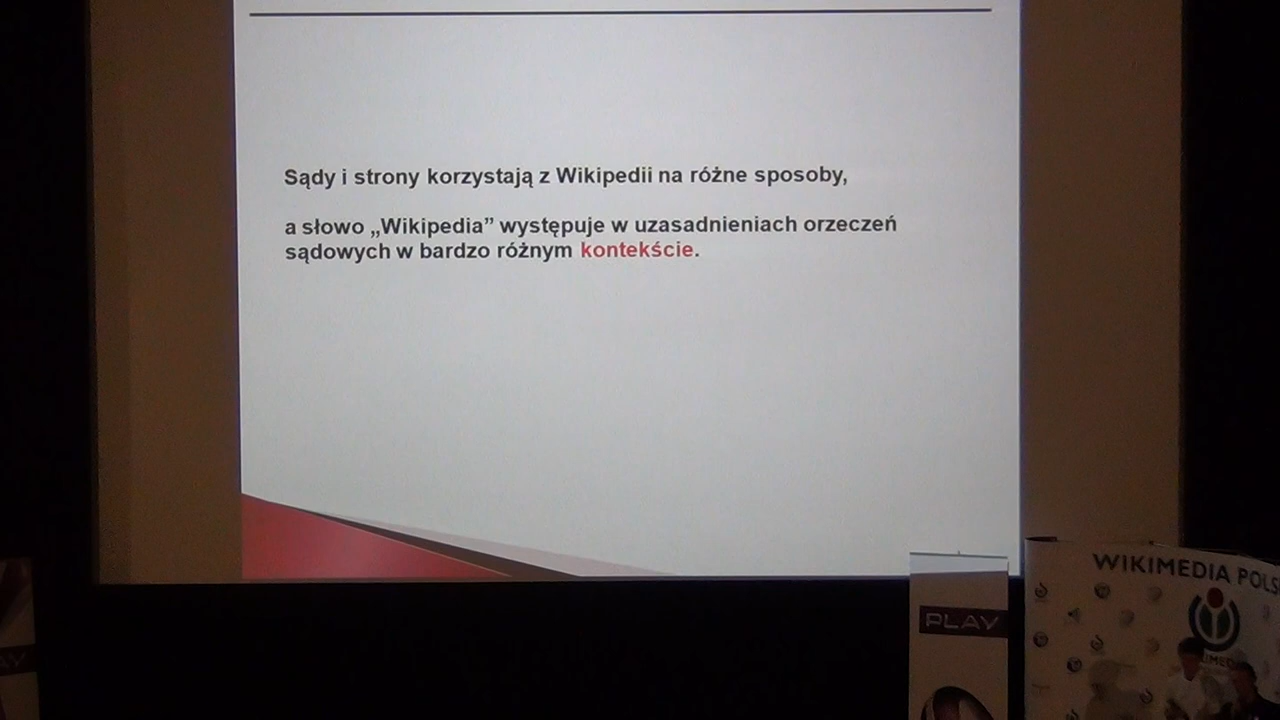 Sądy i strony korzystają z Wikipedii na różne sposoby,
a słowo „Wikipedia” występuje w uzasadnieniach orzeczeń
sądowych w bardzo różnym kontekście.
PLAY
WIKIMEDIA POLS